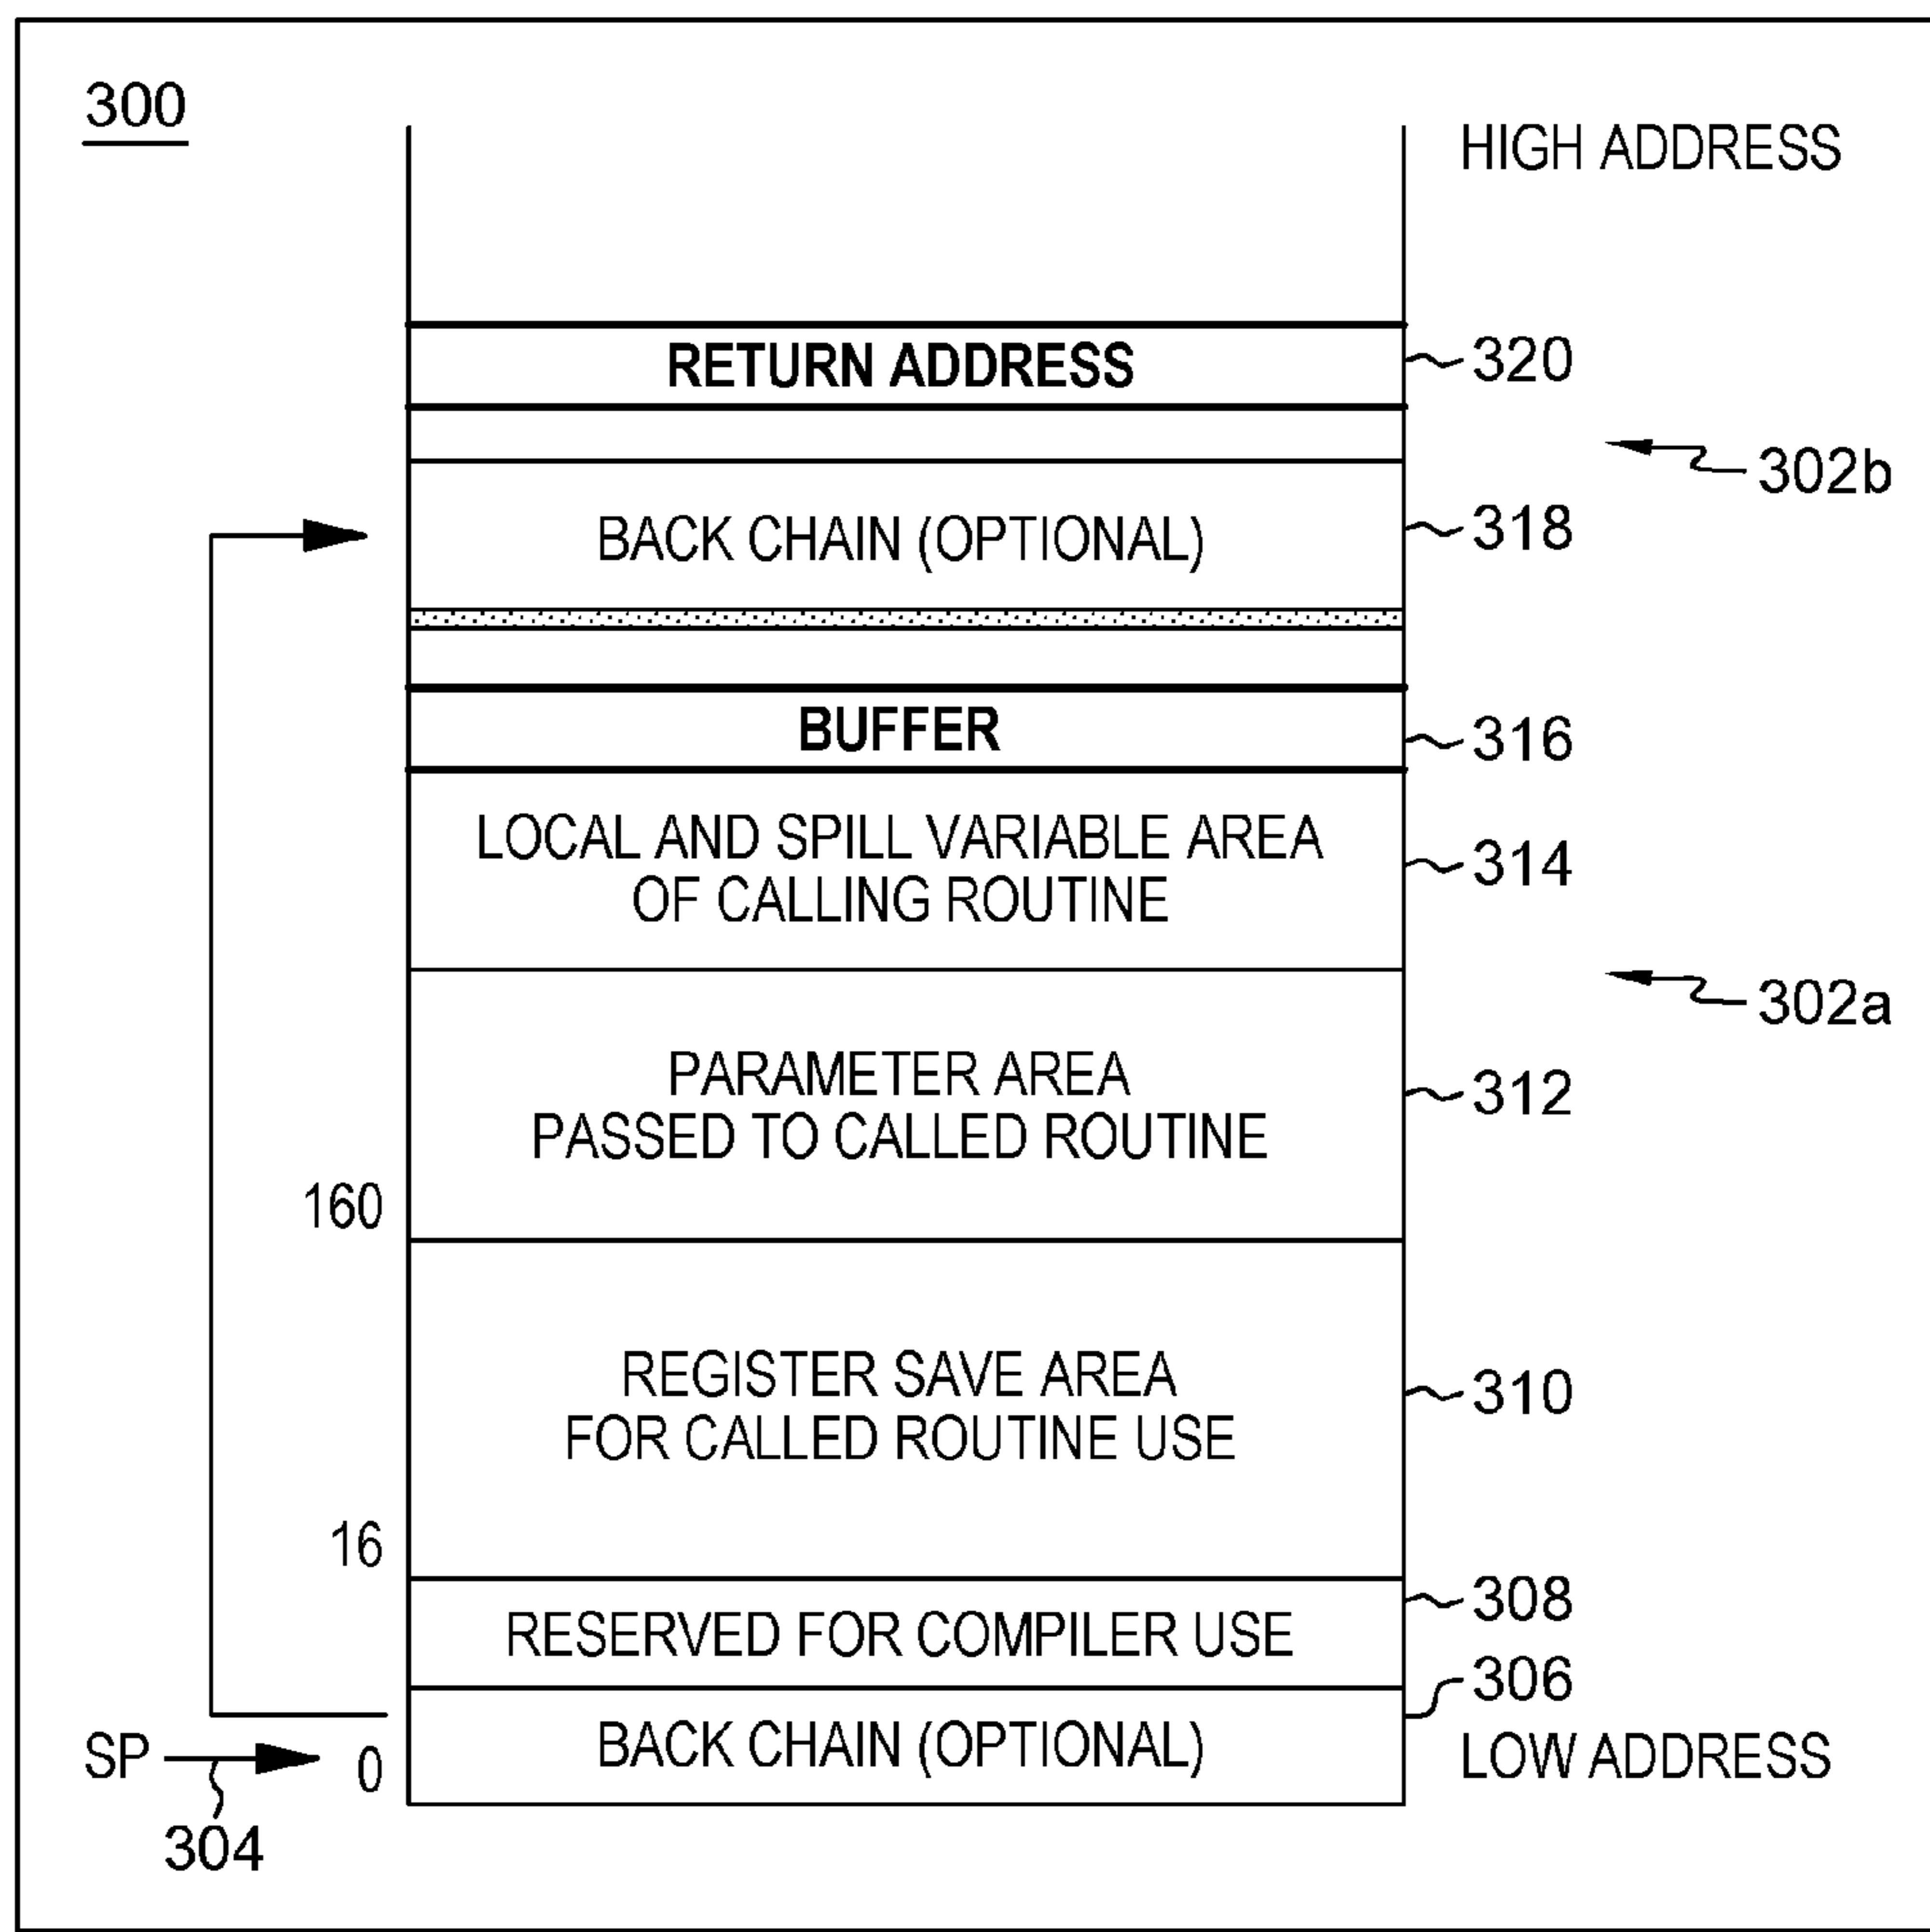 300
HIGH ADDRESS
RETURN ADDRESS
320
302b
BACK CHAIN (OPTIONAL)
318
BUFFER
316
LOCAL AND SPILL VARIABLE AREA
OF CALLING ROUTINE
314
302a
PARAMETER AREA
PASSED TO CALLED ROUTINE
312
160
REGISTER SAVE AREA
FOR CALLED ROUTINE USE
310
16
RESERVED FOR COMPILER USE
308
306
SP
0
BACK CHAIN (OPTIONAL)
LOW ADDRESS
304